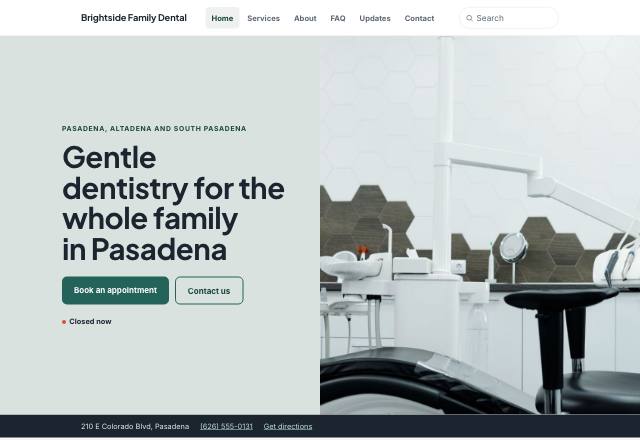 Brightside Family Dental
Home Services About FAQ Updates Contact
Search
PASADENA, ALTADENA AND SOUTH PASADENA
Gentle
dentistry for the
whole family
in Pasadena
Book an appointment
Contact us
Closed now
210 E Colorado Blvd, Pasadena (626) 555-0131 Get directions